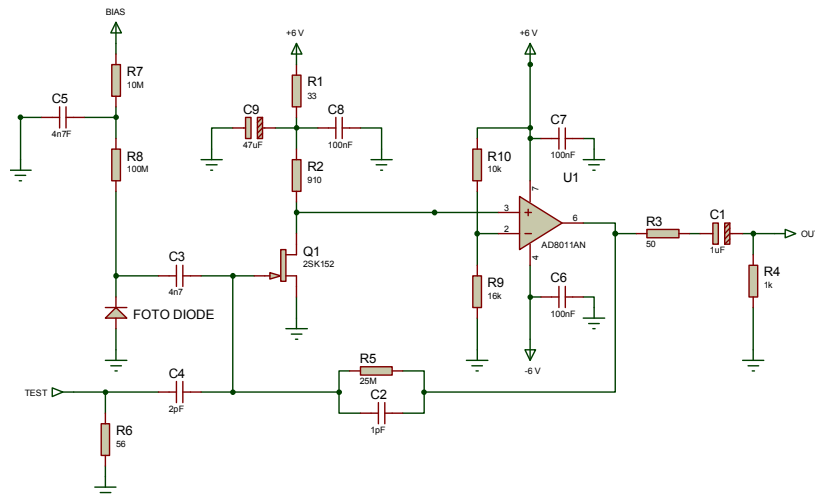 BIAS
R7
10M
C5
4n7F
R8
100M
FOTO DIODE
C3
4n7
TEST
C4
2pF
R6
56
+6 V
R1
33
C9
47uF
C8
100nF
R2
910
Q1
2SK152
R5
25M
C2
1pF
+6 V
C7
100nF
R10
10k
U1
7
3
+
6
2
−
AD8011AN
4
R9
16k
C6
100nF
-6 V
R3
50
C1
1uF
OU
R4
1k